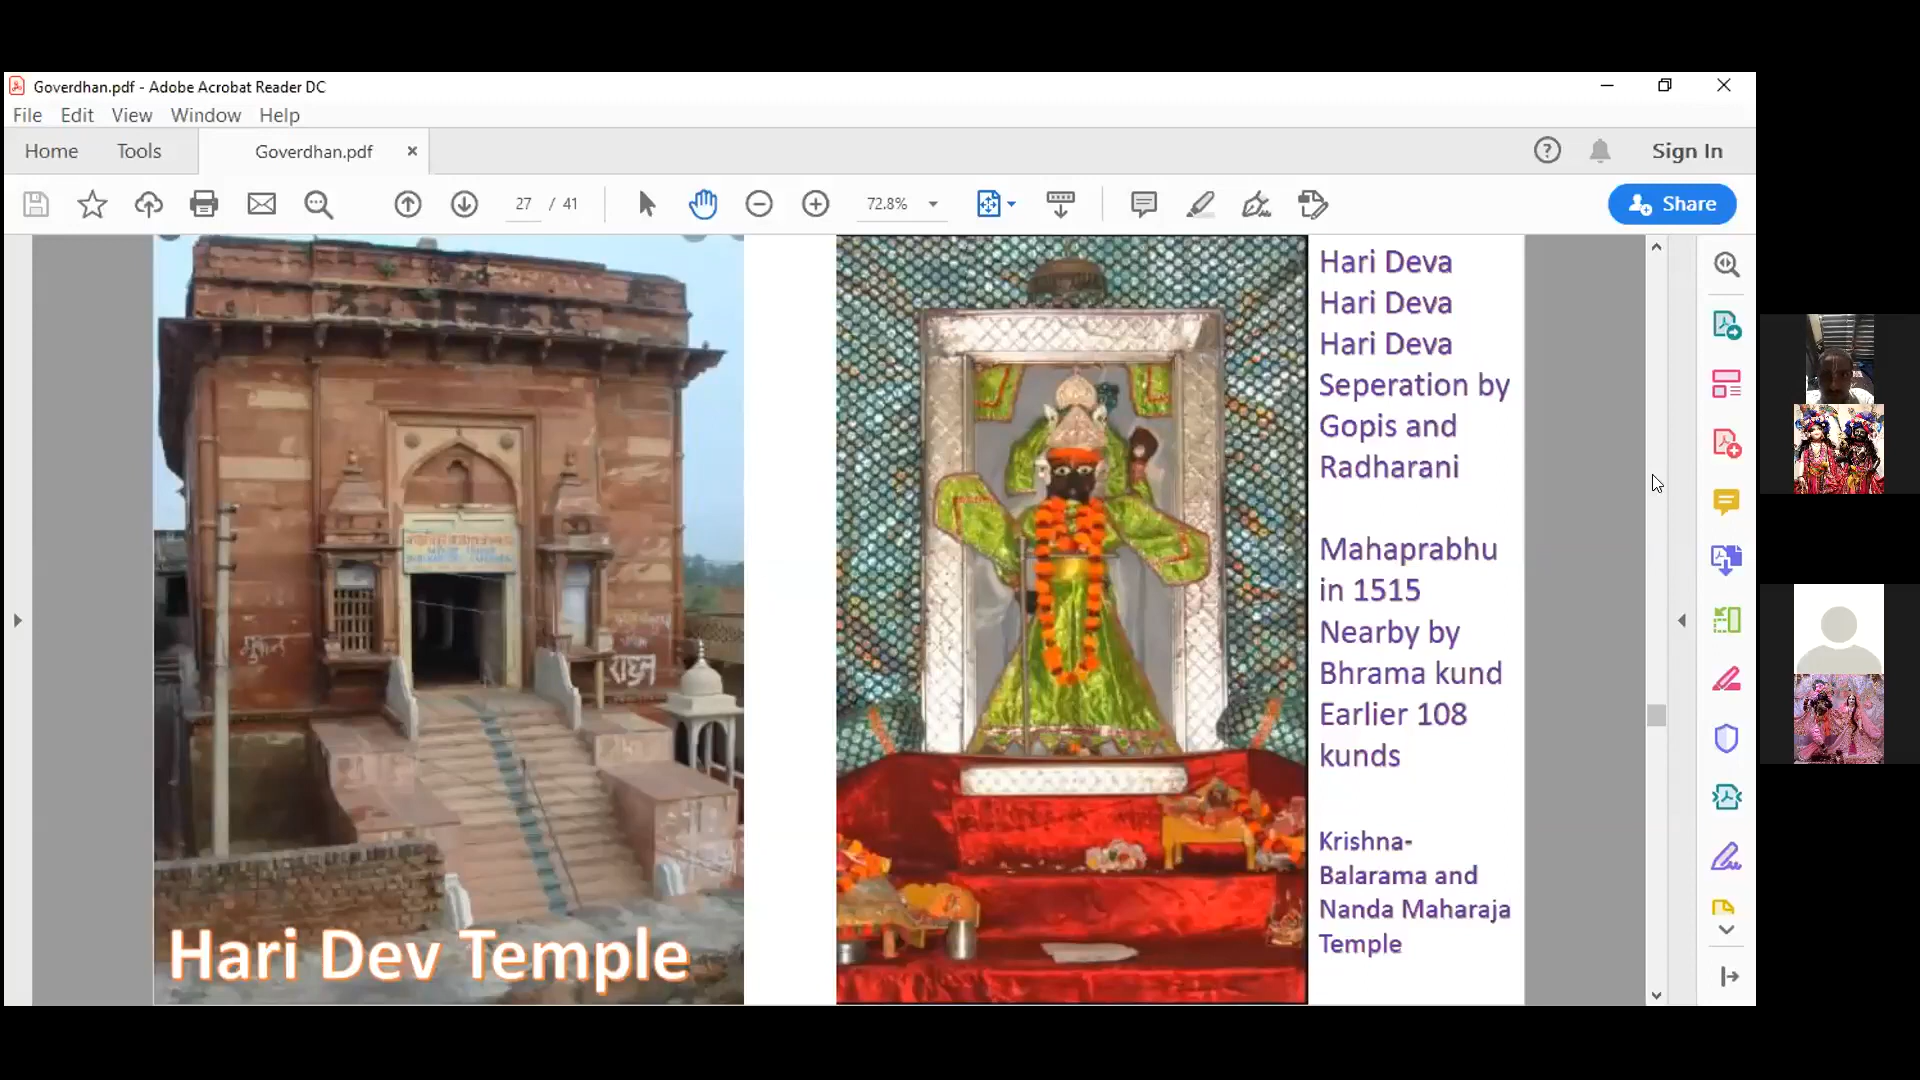 Goverdhan.pdf - Adobe Acrobat Reader DC
File Edit View Window Help
Home Tools Goverdhan.pdf
Sign In
27 / 41
72.8%
Share
Hari Deva
Hari Deva
Hari Deva
Seperation by
Gopis and
Radharani
Mahaprabhu
in 1515
Nearby by
Bhrama kund
Earlier 108
kunds
Krishna-
Balarama and
Nanda Maharaja
Temple
Hari Dev Temple